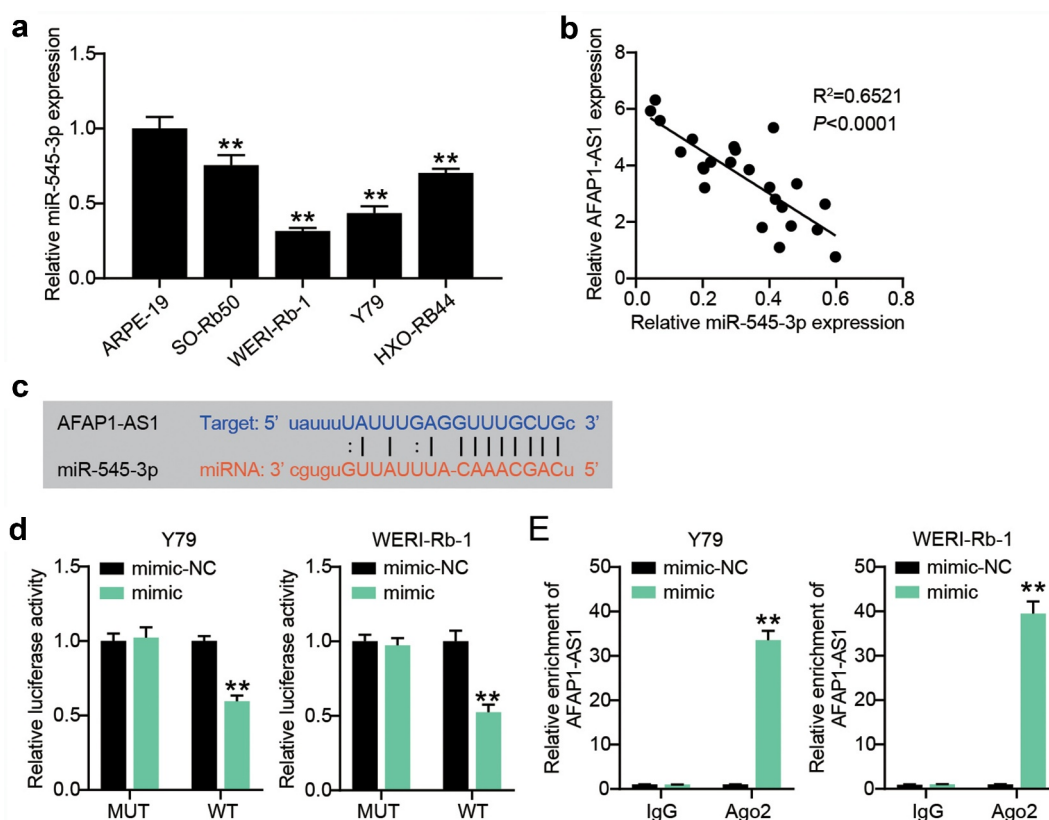 a
Relative miR-545-3p expression
1.5
1.0
0.5
0.0
**
**
**
**
ARPE-19
SO-Rb50
WERI-Rb-1
Y79
HXO-RB44
b
Relative AFAP1-AS1 expression
8
6
4
2
0
R²=0.6521
P<0.0001
0.0 0.2 0.4 0.6 0.8
Relative miR-545-3p expression
c
AFAP1-AS1 Target: 5’ uauuuUAUUUGAGGUUUGCUGc 3’
miR-545-3p miRNA: 3’ cguguGUUAUUUA-CAAACGACu 5’
d
Y79
Relative luciferase activity
1.5
1.0
0.5
0.0
mimic-NC
mimic
**
MUT WT
WERI-Rb-1
Relative luciferase activity
1.5
1.0
0.5
0.0
mimic-NC
mimic
**
MUT WT
E
Y79
Relative enrichment of
AFAP1-AS1
50
40
30
20
10
0
mimic-NC
mimic
**
IgG Ago2
WERI-Rb-1
Relative enrichment of
AFAP1-AS1
50
40
30
20
10
0
mimic-NC
mimic
**
IgG Ago2